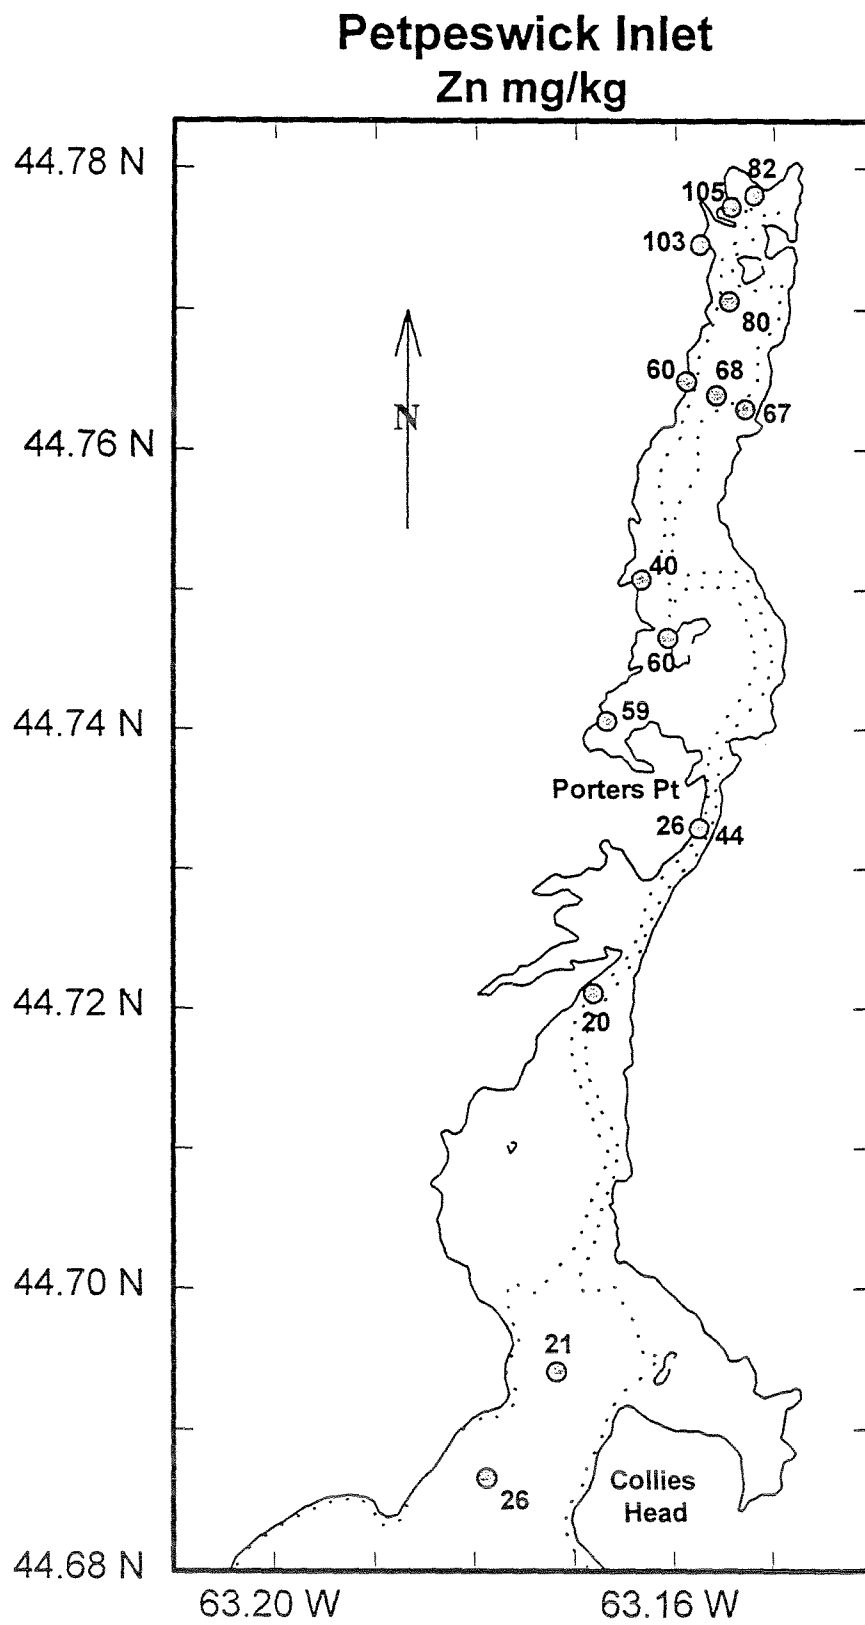 Petpeswick Inlet
Zn mg/kg
44.78 N
82
105
103
80
N
60
68
67
44.76 N
40
60
59
44.74 N
Porters Pt
26
44
44.72 N
20
44.70 N
21
26
Collies
Head
44.68 N
63.20 W
63.16 W